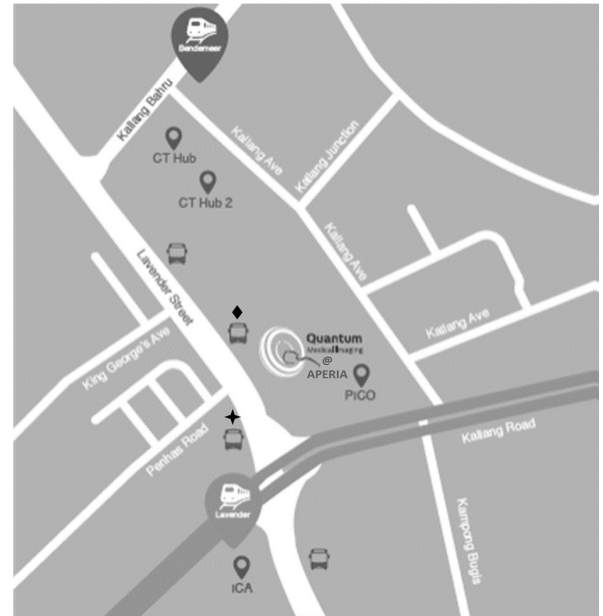 Bendemeer
Kallang Bahru
Kallang Ave
CT Hub
Kallang Junction
CT Hub 2
Kallang Ave
Lavender Street
Kallang Ave
Quantum
Medical Imaging
@
APERIA
King George's Ave
PICO
Penhas Road
Kallang Road
Lavender
Kampong Bugis
ICA